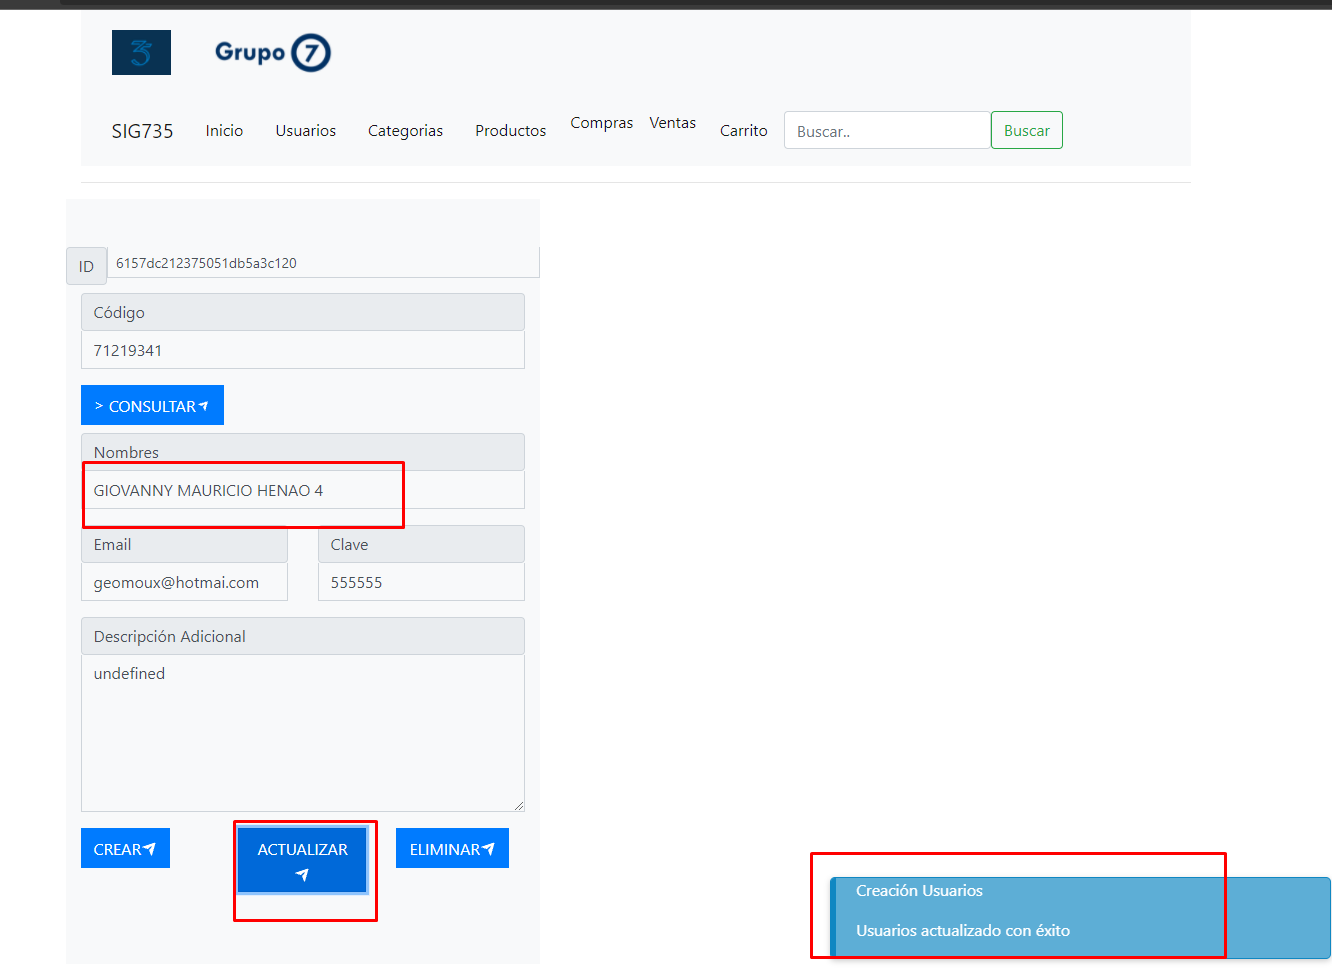 35
Grupo 7
SIG735 Inicio Usuarios Categorias Productos Compras Ventas Carrito Buscar.. Buscar
ID 6157dc212375051db5a3c120
Código
71219341
> CONSULTAR
Nombres
GIOVANNY MAURICIO HENAO 4
Email Clave
geomoux@hotmai.com 555555
Descripción Adicional
undefined
CREAR ACTUALIZAR ELIMINAR
Creación Usuarios
Usuarios actualizado con éxito